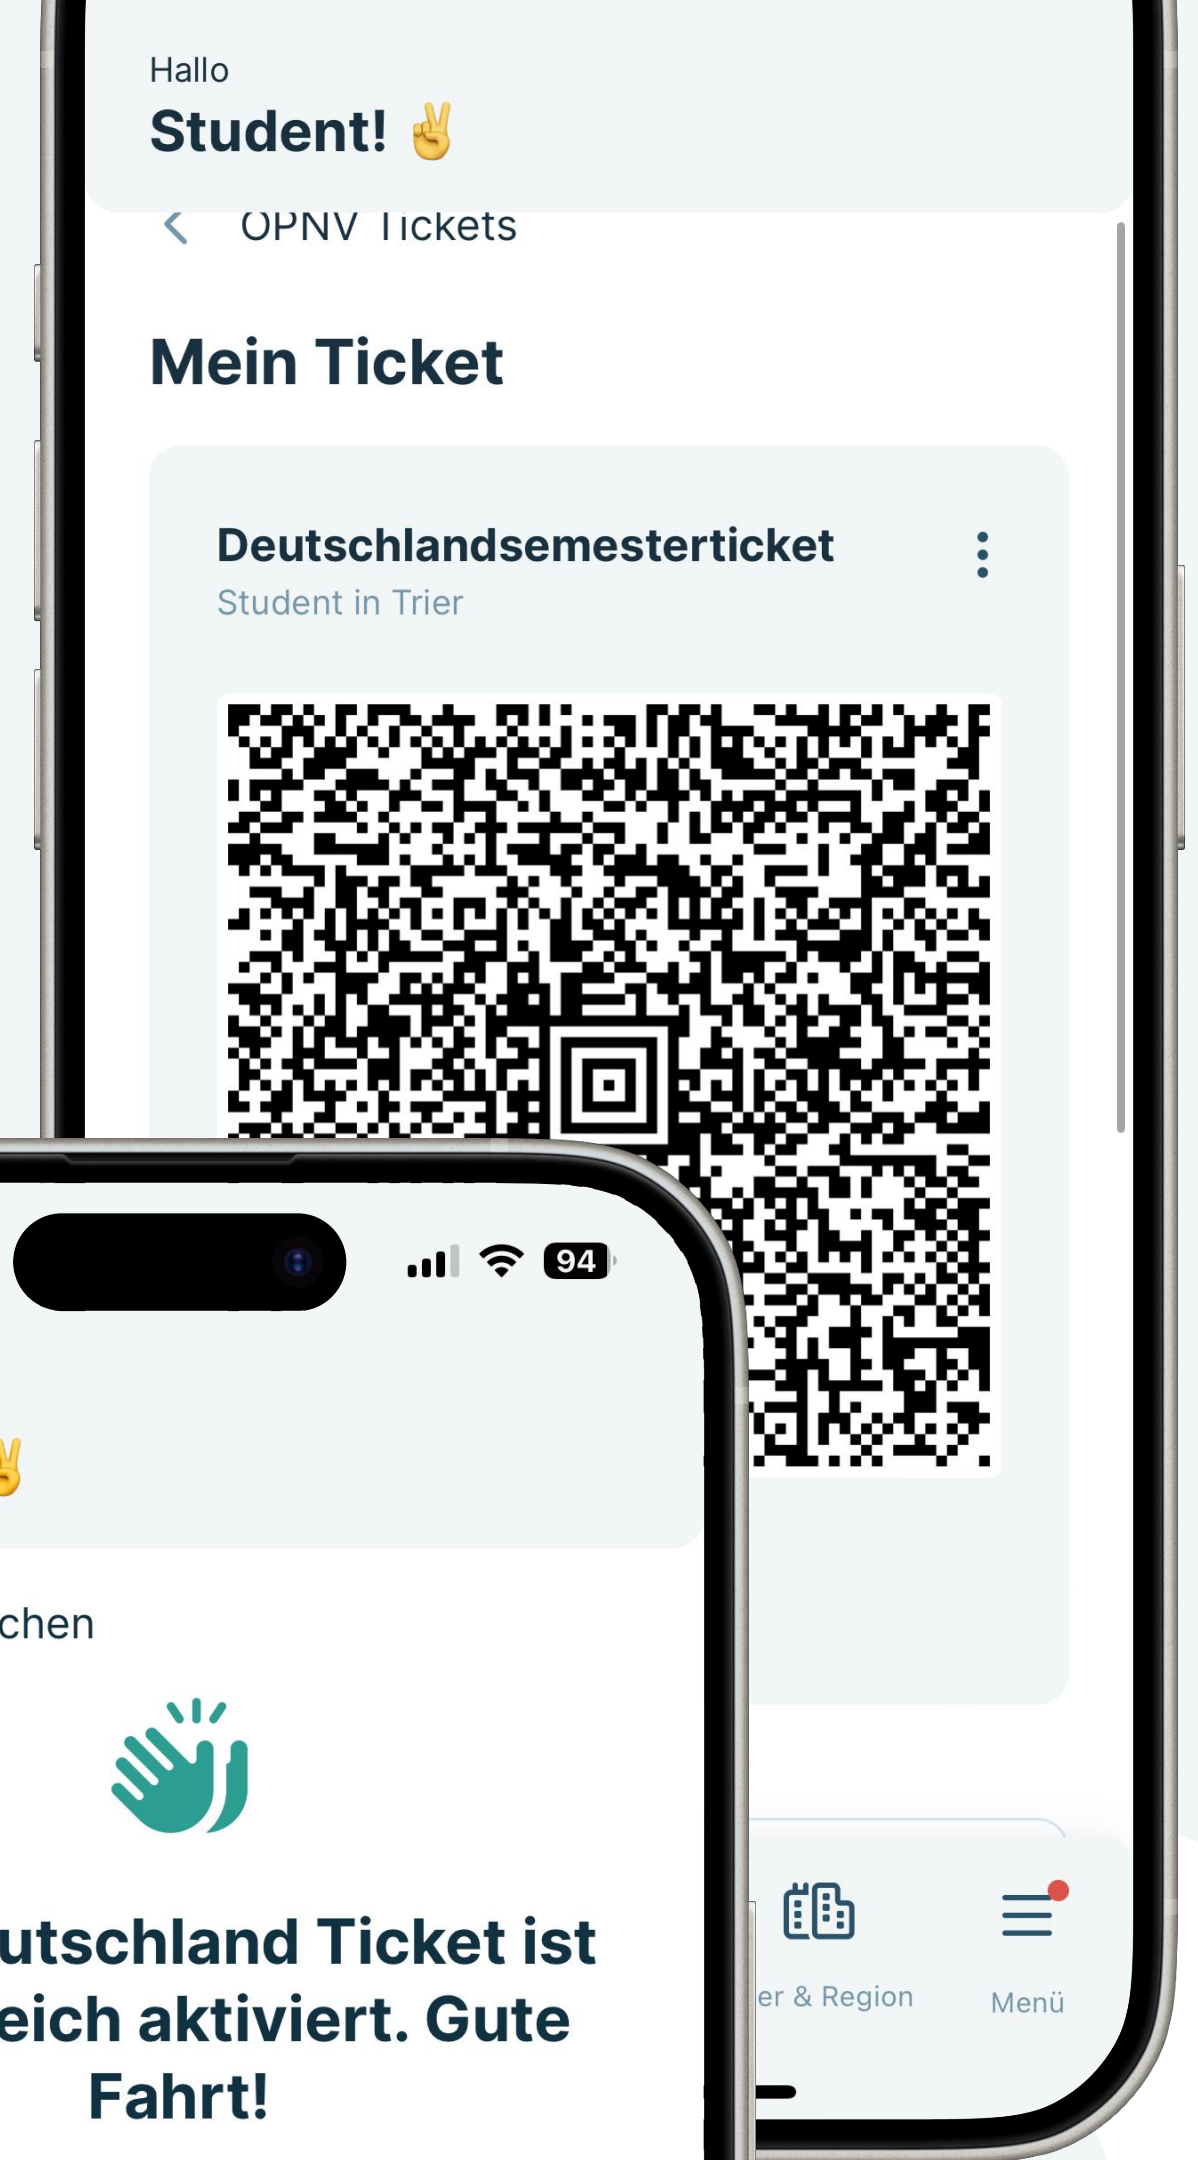 Hallo
Student! ✌️
ÖPNV Tickets
Mein Ticket
Deutschlandsemesterticket
Student in Trier
94
chen
utschland Ticket ist
eich aktiviert. Gute
Fahrt!
er & Region
Menü